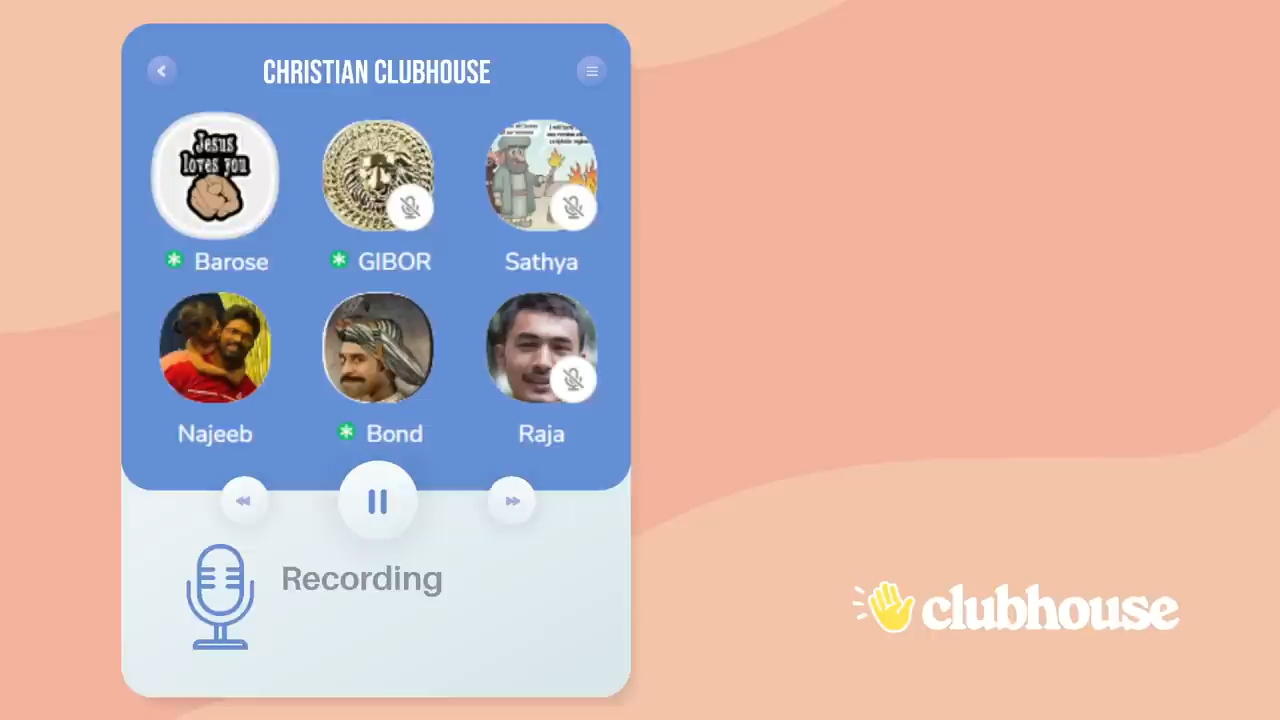 CHRISTIAN CLUBHOUSE
Jesus
loves you
Barose
GIBOR
Sathya
Najeeb
Bond
Raja
Recording
clubhouse